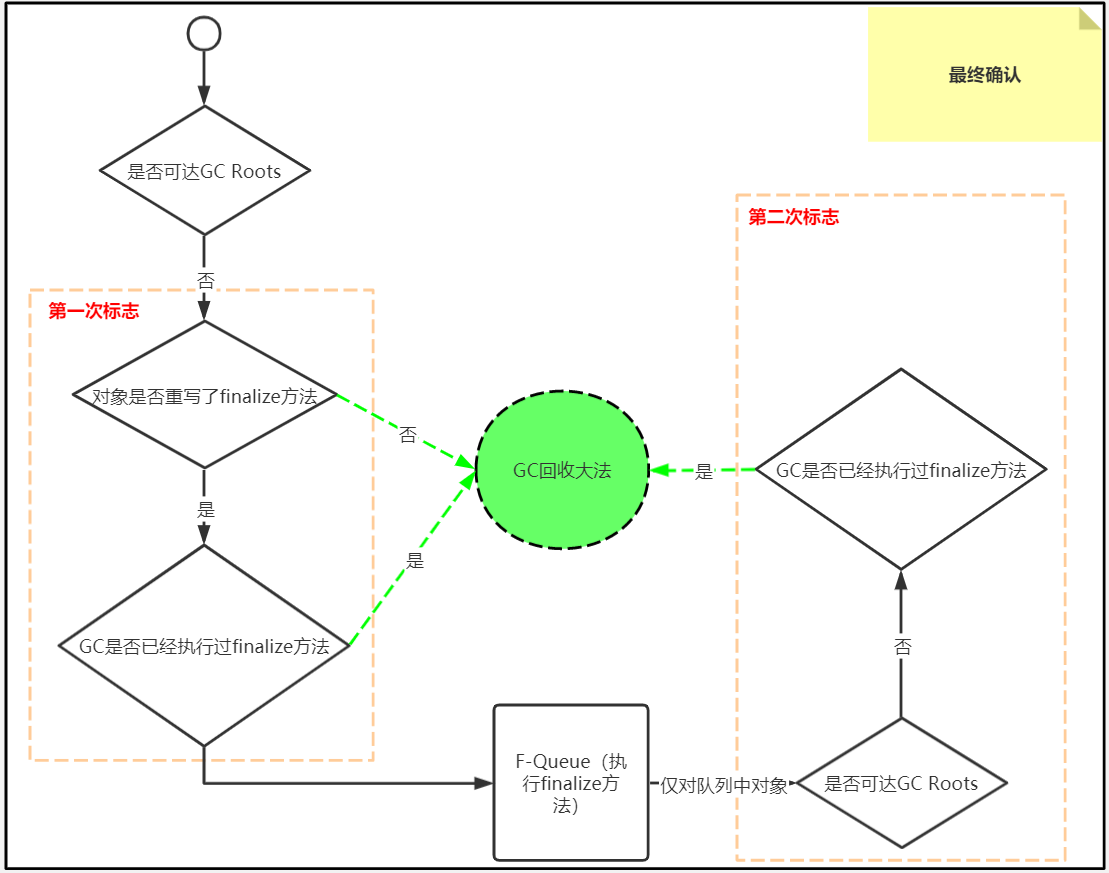 最终确认
是否可达GC Roots
否
第一次标志
对象是否重写了finalize方法
否
是
GC是否已经执行过finalize方法
是
GC回收大法
F-Queue（执
行finalize方
法）
仅对队列中对象
第二次标志
是否可达GC Roots
否
GC是否已经执行过finalize方法
是